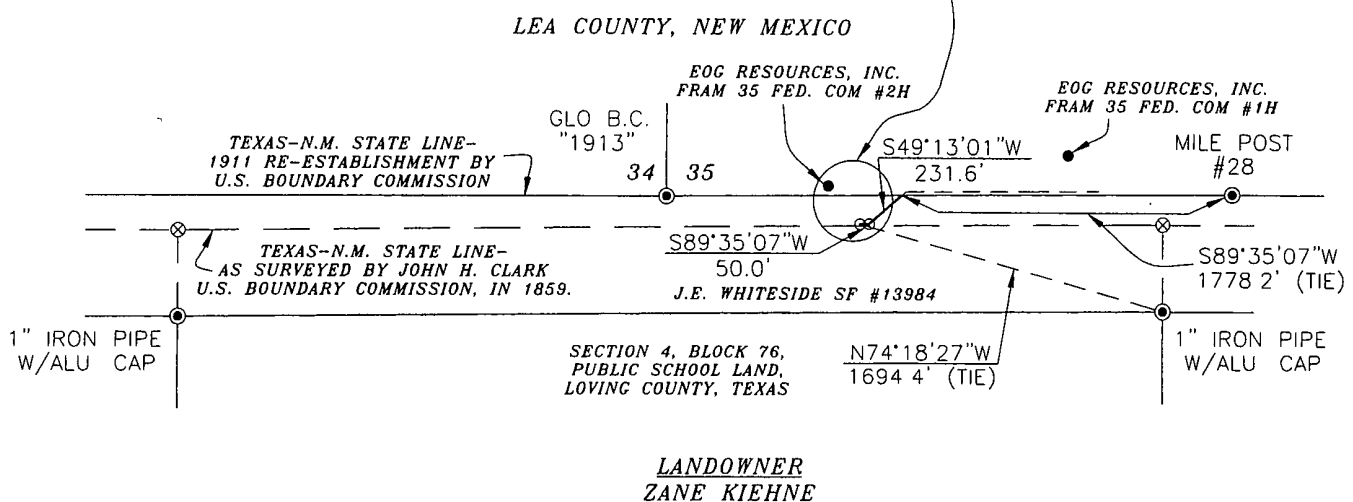 LEA COUNTY, NEW MEXICO
EOG RESOURCES, INC.
FRAM 35 FED. COM #2H
EOG RESOURCES, INC.
FRAM 35 FED. COM #1H
GLO B.C.
"1913"
TEXAS-N.M. STATE LINE-
1911 RE-ESTABLISHMENT BY
U.S. BOUNDARY COMMISSION
34 35
S49°13'01"W
231.6'
MILE POST
#28
TEXAS-N.M. STATE LINE-
AS SURVEYED BY JOHN H. CLARK
U.S. BOUNDARY COMMISSION, IN 1859.
S89°35'07"W
50.0'
S89°35'07"W
1778 2' (TIE)
J.E. WHITESIDE SF #13984
1" IRON PIPE
W/ALU CAP
SECTION 4, BLOCK 76,
PUBLIC SCHOOL LAND,
LOVING COUNTY, TEXAS
N74°18'27"W
1694 4' (TIE)
1" IRON PIPE
W/ALU CAP
LANDOWNER
ZANE KIEHNE